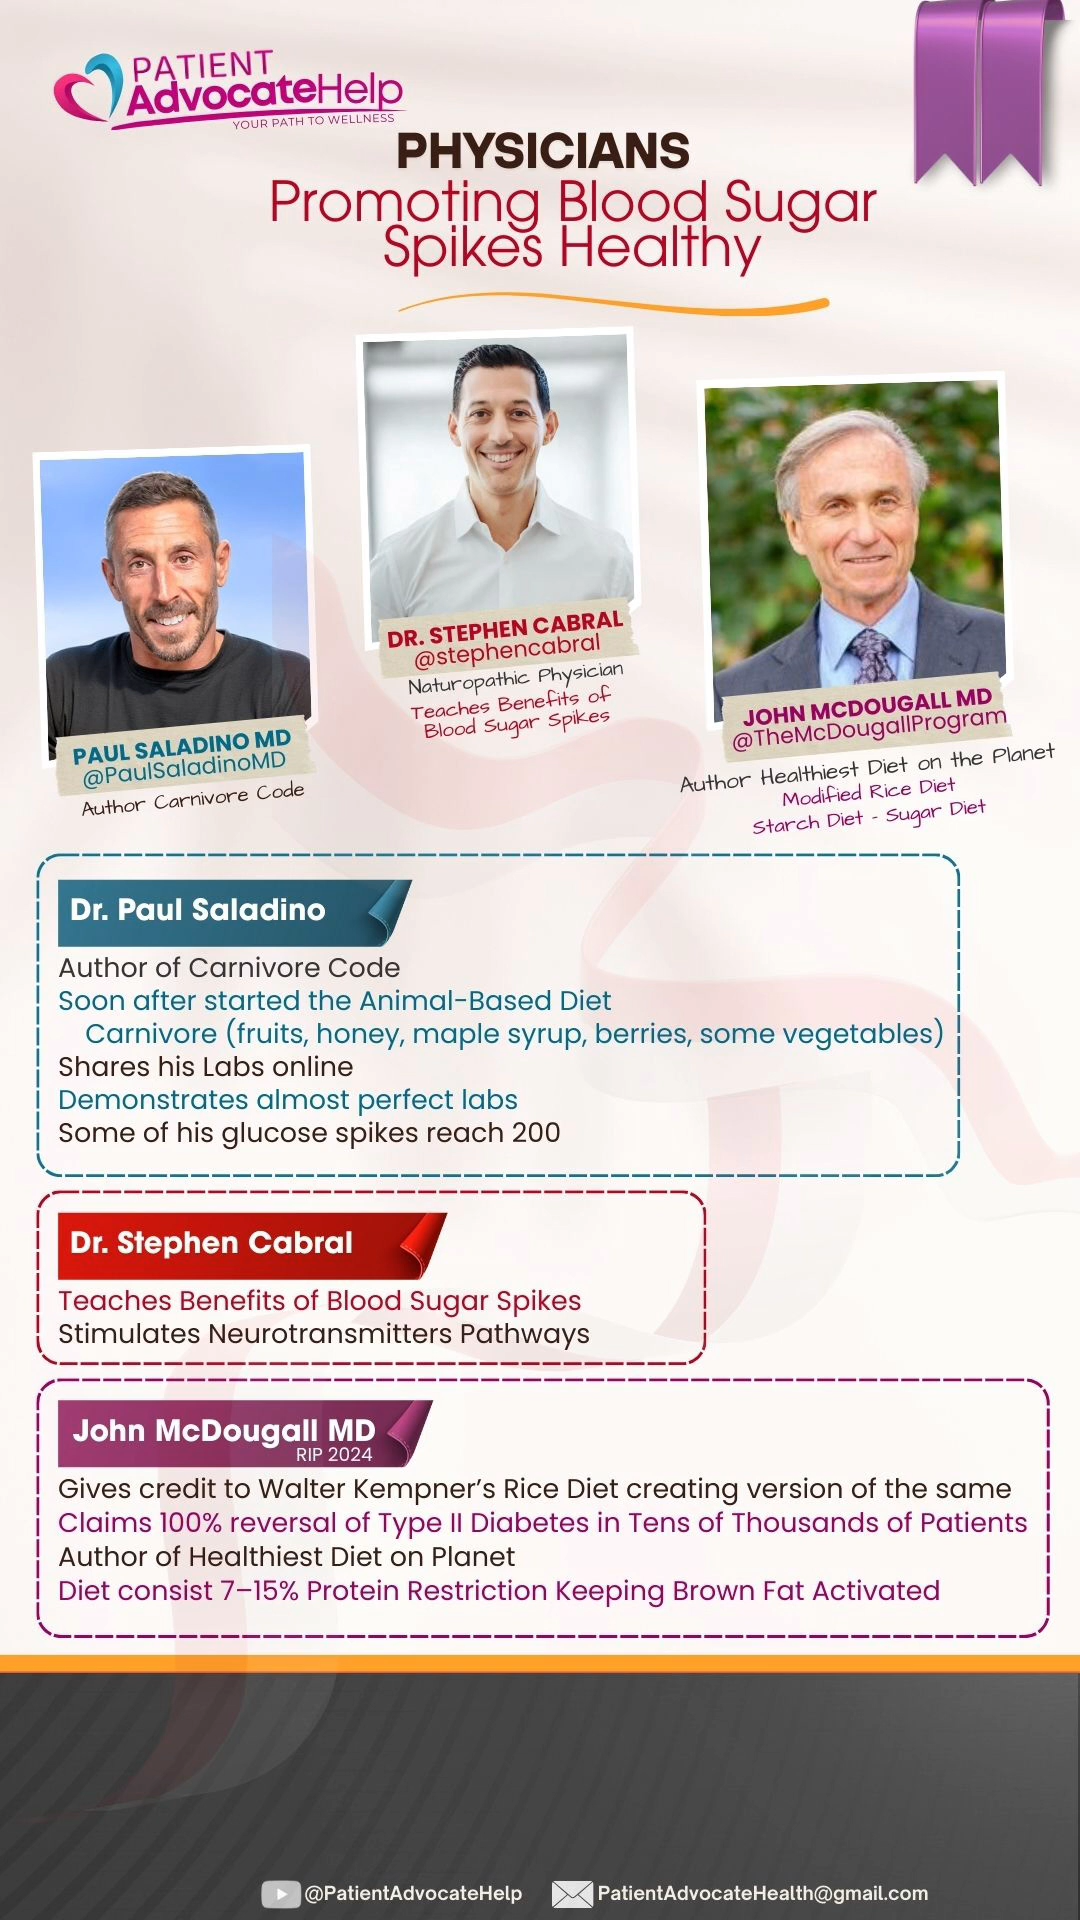 PATIENT
AdvocateHelp
YOUR PATH TO WELLNESS
PHYSICIANS
Promoting Blood Sugar
Spikes Healthy
PAUL SALADINO MD
@PaulSaladinoMD
Author Carnivore Code
DR. STEPHEN CABRAL
@stephencabral
Naturopathic Physician
Teaches Benefits of
Blood Sugar Spikes
JOHN MCDOUGALL MD
@TheMcDougallProgram
Author Healthiest Diet on the Planet
Modified Rice Diet
Starch Diet - Sugar Diet
Dr. Paul Saladino
Author of Carnivore Code
Soon after started the Animal-Based Diet
Carnivore (fruits, honey, maple syrup, berries, some vegetables)
Shares his Labs online
Demonstrates almost perfect labs
Some of his glucose spikes reach 200
Dr. Stephen Cabral
Teaches Benefits of Blood Sugar Spikes
Stimulates Neurotransmitters Pathways
John McDougall MD
RIP 2024
Gives credit to Walter Kempner's Rice Diet creating version of the same
Claims 100% reversal of Type II Diabetes in Tens of Thousands of Patients
Author of Healthiest Diet on Planet
Diet consist 7–15% Protein Restriction Keeping Brown Fat Activated
@PatientAdvocateHelp
PatientAdvocateHealth@gmail.com